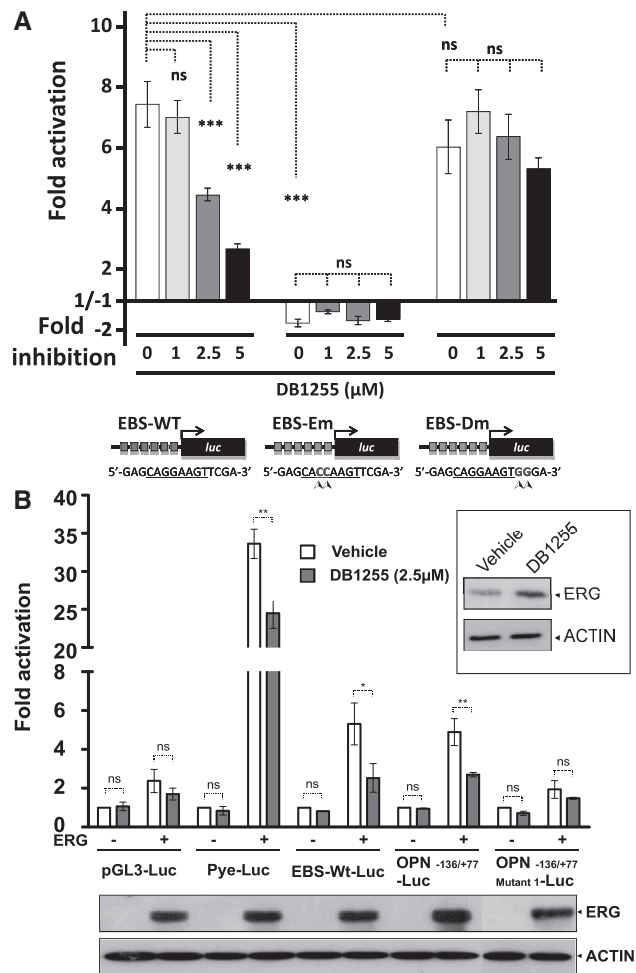 A
Fold activation
10
8
6
4
2
1/-1
-2
Fold inhibition
ns
***
***
***
ns
ns
ns
0 1 2.5 5 0 1 2.5 5 0 1 2.5 5
DB1255 (μM)
EBS-WT EBS-Em EBS-Dm
luc luc luc
5'-GAGCAGGAAGTTCGA-3' 5'-GAGCACCAAGTTCGA-3' 5'-GAGCAGGAAGTGGGA-3'
B
Fold activation
40
35
30
25
20
8
6
4
2
0
Vehicle
DB1255 (2.5μM)
Vehicle DB1255
ERG
ACTIN
ns ns ns ** ns * ns ** ns ns
ERG - + - + - + - + - +
pGL3-Luc Pye-Luc EBS-Wt-Luc OPN -136/+77 -Luc OPN -136/+77 Mutant 1-Luc
ERG
ACTIN